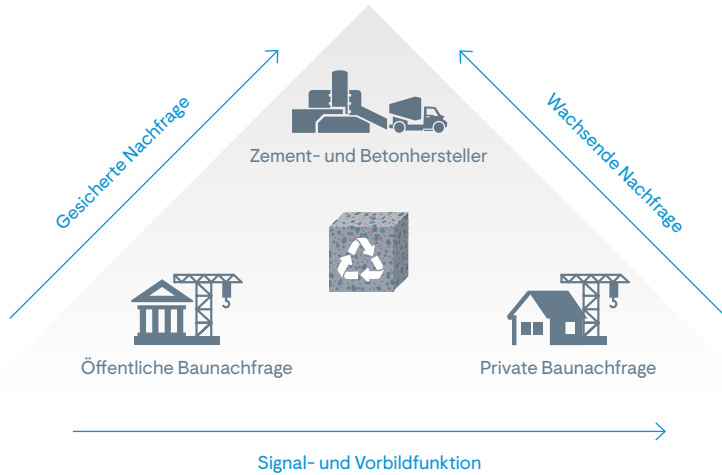 Gesicherte Nachfrage
Wachsende Nachfrage
Zement- und Betonhersteller
Öffentliche Baunachfrage
Private Baunachfrage
Signal- und Vorbildfunktion